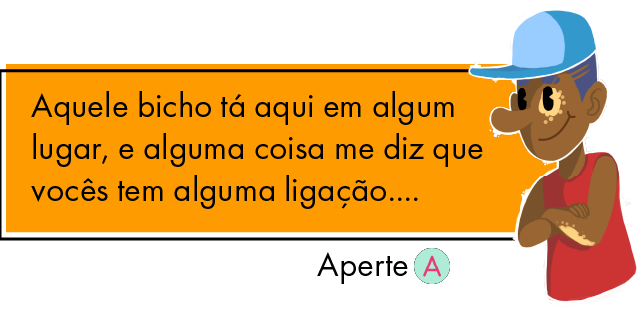 Aquele bicho tá aqui em algum
lugar, e alguma coisa me diz que
vocês tem alguma ligação....
Aperte A